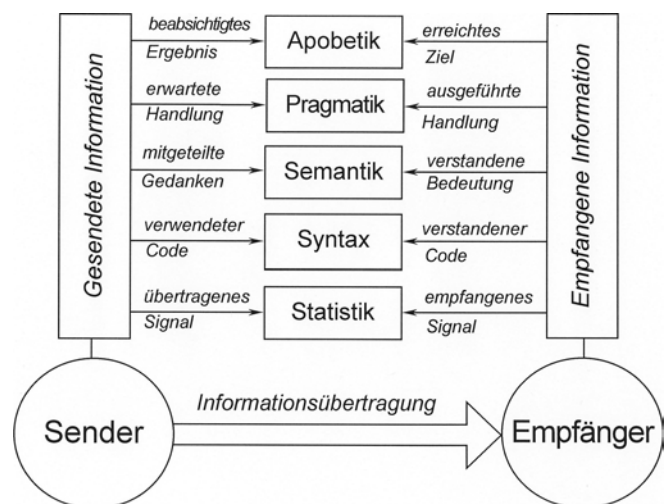 beabsichtigtes
Ergebnis
Apobetik
erreichtes
Ziel
erwartete
Handlung
Pragmatik
ausgeführte
Handlung
mitgeteilte
Gedanken
Semantik
verstandene
Bedeutung
verwendeter
Code
Syntax
verstandener
Code
übertragenes
Signal
Statistik
empfangenes
Signal
Gesendete Information
Empfangene Information
Informationsübertragung
Sender
Empfänger